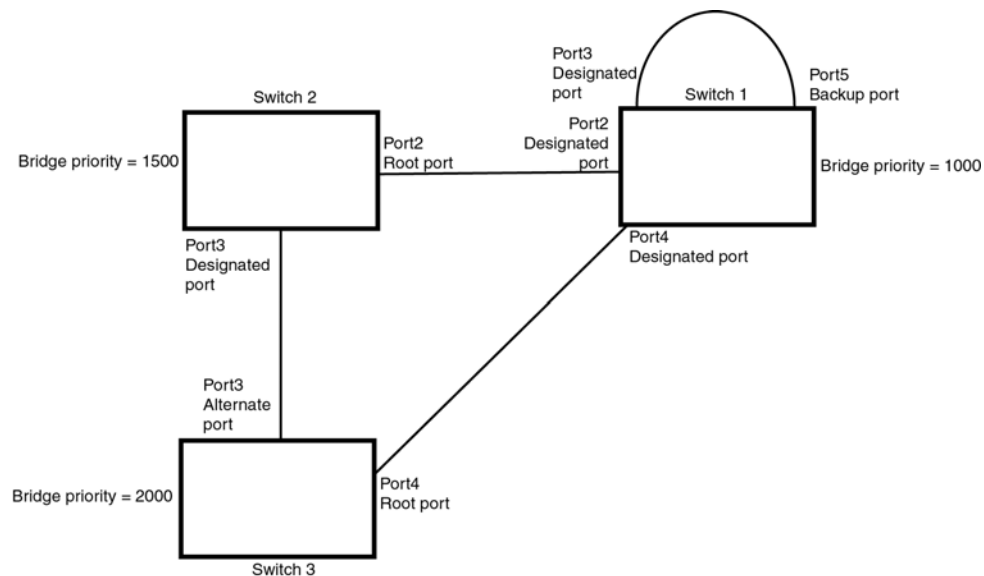 Port3
Designated
port
Port5
Backup port
Switch 2
Switch 1
Port2
Designated
port
Port2
Root port
Bridge priority = 1500
Bridge priority = 1000
Port3
Designated
port
Port4
Designated port
Port3
Alternate
port
Port4
Root port
Bridge priority = 2000
Switch 3